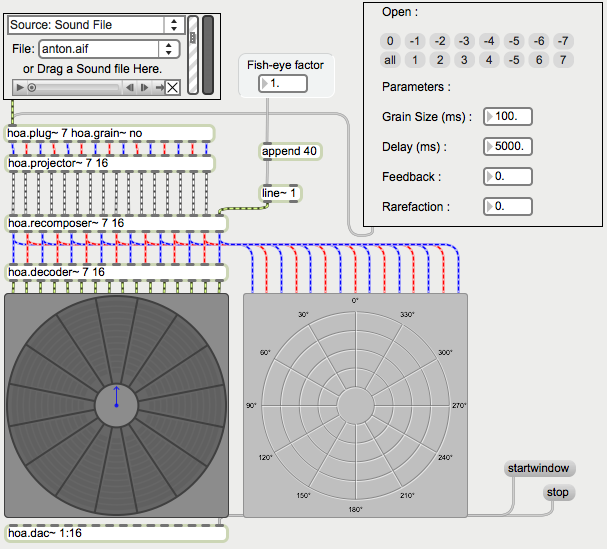 Source: Sound File
File: anton.aif
or Drag a Sound file Here.
Fish-eye factor
1.
append 40
line~ 1
Open :
0 -1 -2 -3 -4 -5 -6 -7
all 1 2 3 4 -5 6 7
Parameters :
Grain Size (ms) : 100.
Delay (ms) : 5000.
Feedback : 0.
Rarefaction : 0.
hoa.plug~ 7 hoa.grain~ no
hoa.projector~ 7 16
hoa.recomposer~ 7 16
hoa.decoder~ 7 16
0°
30° 330°
60° 300°
90° 270°
120° 240°
150° 210°
180°
startwindow
stop
hoa.dac~ 1:16